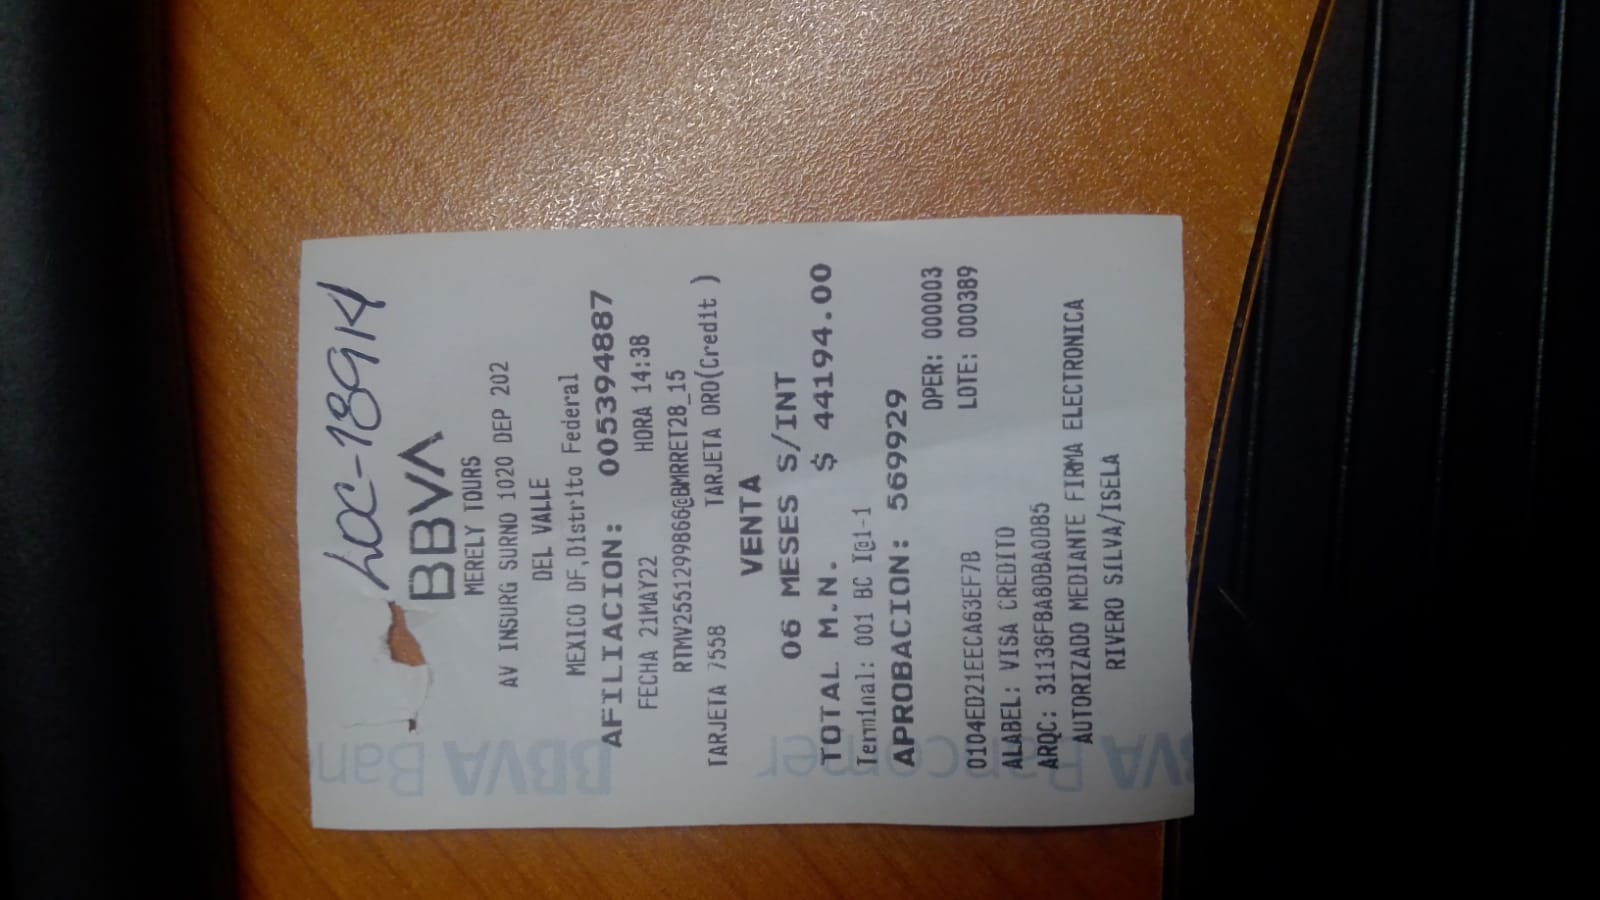 LOC-18914
BBVA
MERELY TOURS
AV INSURG SURNO 1020 DEP 202
DEL VALLE
MEXICO DF,Distrito Federal
AFILIACION: 005394887
FECHA 21MAY22 HORA 14:38
RTMV2551299866@BMRRET28_15
TARJETA 7558 TARJETA ORO(Credit )
VENTA
06 MESES S/INT
TOTAL M.N. $ 44194.00
Terminal: 001 BC I@1-1
APROBACION: 569929
OPER: 000003
LOTE: 000389
0104ED21EECA63EF7B
ALABEL: VISA CREDITO
ARQC: 31136FBA80BA0D85
AUTORIZADO MEDIANTE FIRMA ELECTRONICA
RIVERO SILVA/ISELA
BBVA Ban
BBVA Bancomer